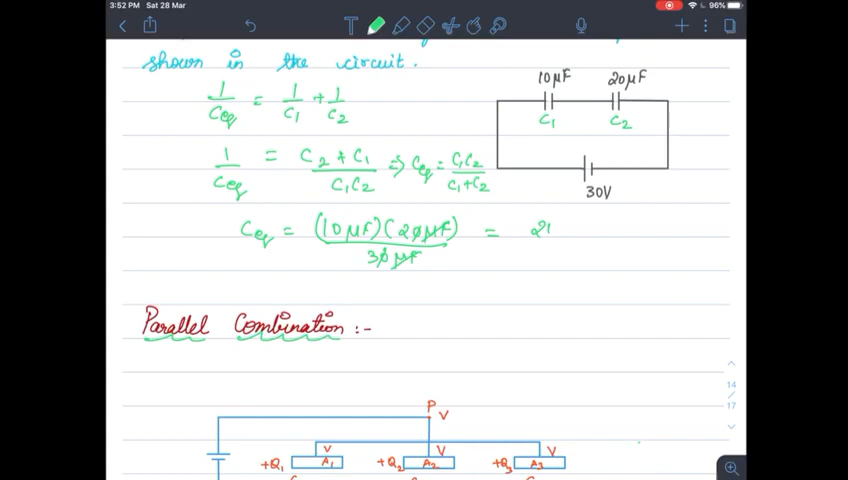 3:52 PM Sat 28 Mar
96%
shown in the circuit.
10μF 20μF
C1 C2
30V
1/Ceq = 1/C1 + 1/C2
1/Ceq = C2 + C1/C1C2 ⇒ Ceq = C1C2/C1+C2
Ceq = (10μF)(20μF)/30μF = 2
Parallel Combination :-
P
V
V V V
+Q1 A1 +Q2 A2 +Q3 A3
14
/
17